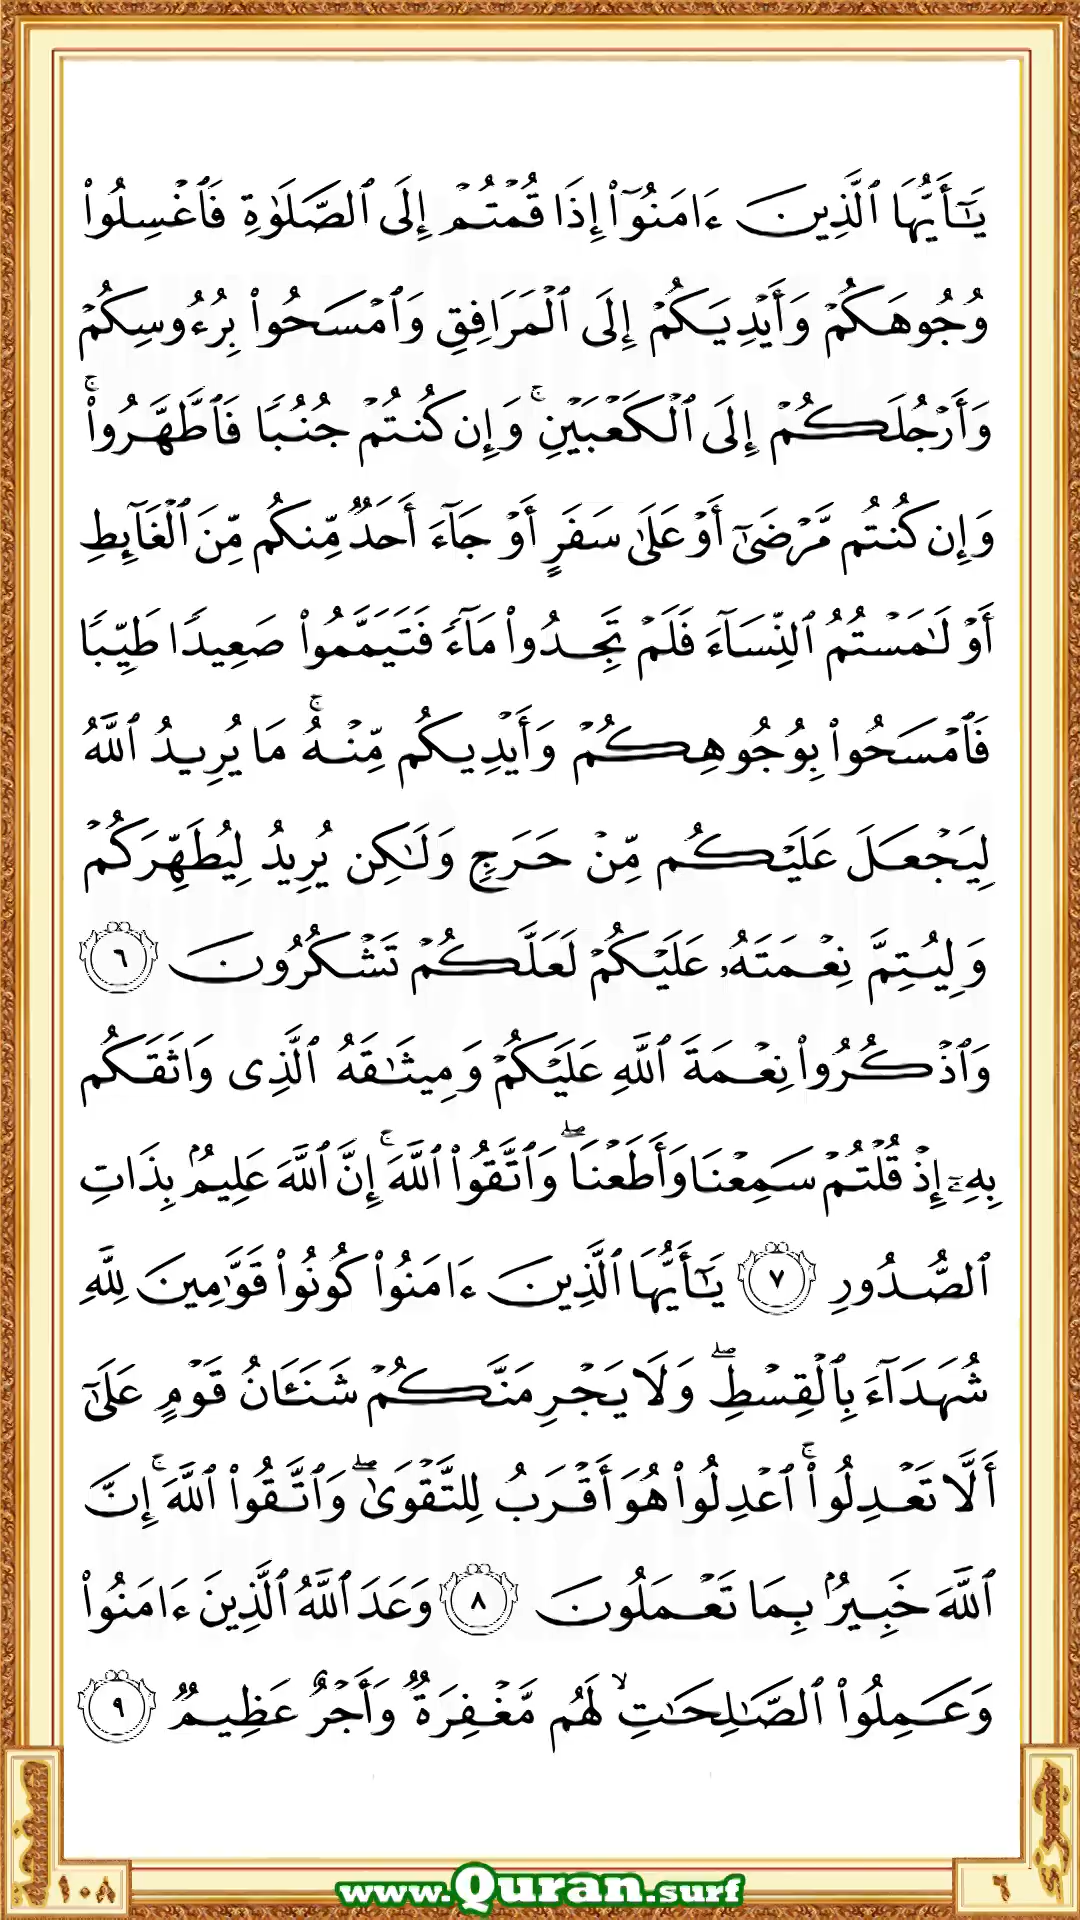 يَـٰٓأَيُّهَا ٱلَّذِينَ ءَامَنُوٓا۟ إِذَا قُمْتُمْ إِلَى ٱلصَّلَوٰةِ فَٱغْسِلُوا۟
وُجُوهَكُمْ وَأَيْدِيَكُمْ إِلَى ٱلْمَرَافِقِ وَٱمْسَحُوا۟ بِرُءُوسِكُمْ
وَأَرْجُلَكُمْ إِلَى ٱلْكَعْبَيْنِ ۚ وَإِن كُنتُمْ جُنُبًا فَٱطَّهَّرُوا۟ ۚ
وَإِن كُنتُم مَّرْضَىٰٓ أَوْ عَلَىٰ سَفَرٍ أَوْ جَآءَ أَحَدٌ مِّنكُم مِّنَ ٱلْغَآئِطِ
أَوْ لَـٰمَسْتُمُ ٱلنِّسَآءَ فَلَمْ تَجِدُوا۟ مَآءً فَتَيَمَّمُوا۟ صَعِيدًا طَيِّبًا
فَٱمْسَحُوا۟ بِوُجُوهِكُمْ وَأَيْدِيكُم مِّنْهُ ۚ مَا يُرِيدُ ٱللَّهُ
لِيَجْعَلَ عَلَيْكُم مِّنْ حَرَجٍ وَلَـٰكِن يُرِيدُ لِيُطَهِّرَكُمْ
وَلِيُتِمَّ نِعْمَتَهُۥ عَلَيْكُمْ لَعَلَّكُمْ تَشْكُرُونَ ٦
وَٱذْكُرُوا۟ نِعْمَةَ ٱللَّهِ عَلَيْكُمْ وَمِيثَـٰقَهُ ٱلَّذِى وَاثَقَكُم
بِهِۦٓ إِذْ قُلْتُمْ سَمِعْنَا وَأَطَعْنَا ۖ وَٱتَّقُوا۟ ٱللَّهَ ۚ إِنَّ ٱللَّهَ عَلِيمٌۢ بِذَاتِ
ٱلصُّدُورِ ٧ يَـٰٓأَيُّهَا ٱلَّذِينَ ءَامَنُوا۟ كُونُوا۟ قَوَّٰمِينَ لِلَّهِ
شُهَدَآءَ بِٱلْقِسْطِ ۖ وَلَا يَجْرِمَنَّكُمْ شَنَـَٔانُ قَوْمٍ عَلَىٰٓ
أَلَّا تَعْدِلُوا۟ ۚ ٱعْدِلُوا۟ هُوَ أَقْرَبُ لِلتَّقْوَىٰ ۖ وَٱتَّقُوا۟ ٱللَّهَ ۚ إِنَّ
ٱللَّهَ خَبِيرٌۢ بِمَا تَعْمَلُونَ ٨ وَعَدَ ٱللَّهُ ٱلَّذِينَ ءَامَنُوا۟
وَعَمِلُوا۟ ٱلصَّـٰلِحَـٰتِ ۙ لَهُم مَّغْفِرَةٌ وَأَجْرٌ عَظِيمٌ ٩
جزء ٦
www.Quran.surf
صفحة ١٠٨